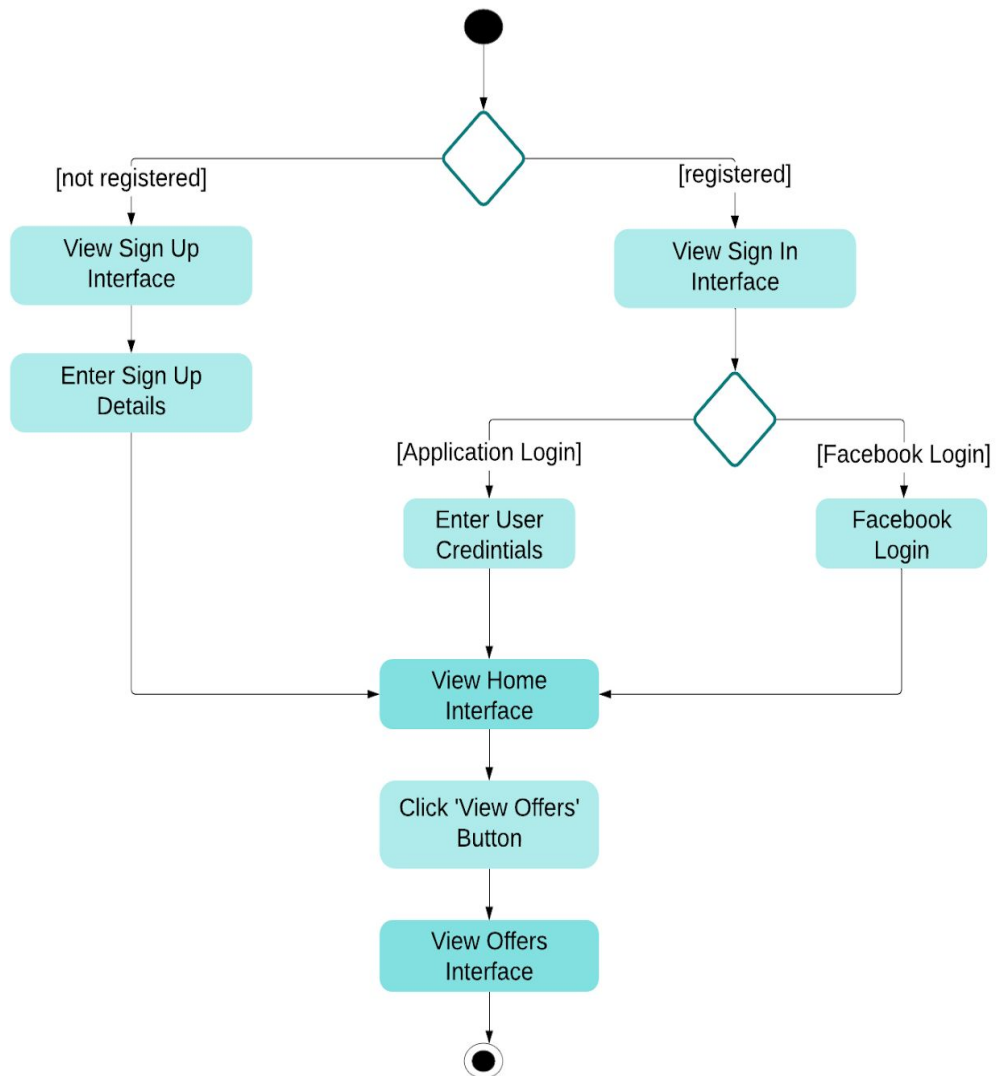 [not registered]
[registered]
View Sign Up
Interface
View Sign In
Interface
Enter Sign Up
Details
[Application Login]
[Facebook Login]
Enter User
Credintials
Facebook
Login
View Home
Interface
Click 'View Offers'
Button
View Offers
Interface